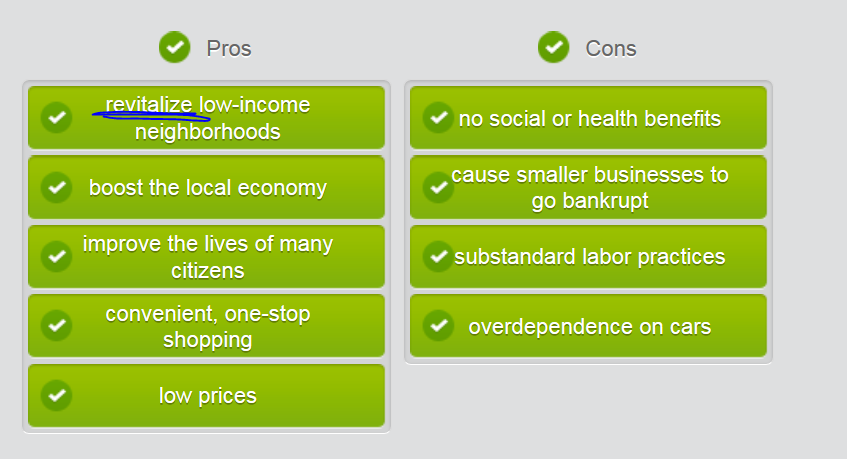 Pros
revitalize low-income
neighborhoods
boost the local economy
improve the lives of many
citizens
convenient, one-stop
shopping
low prices
Cons
no social or health benefits
cause smaller businesses to
go bankrupt
substandard labor practices
overdependence on cars